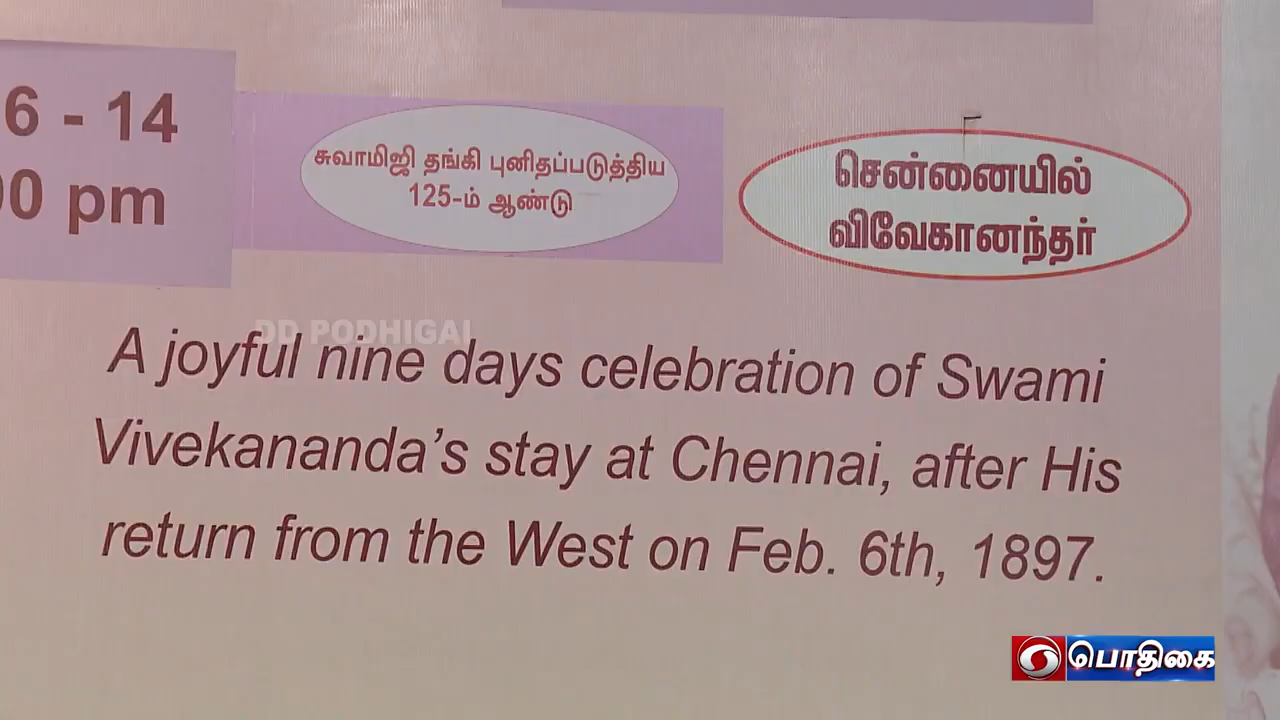 6 - 14
00 pm
சுவாமிஜி தங்கி புனிதப்படுத்திய
125-ம் ஆண்டு
சென்னையில்
விவேகானந்தர்
DD PODHIGAI
A joyful nine days celebration of Swami
Vivekananda's stay at Chennai, after His
return from the West on Feb. 6th, 1897.
பொதிகை